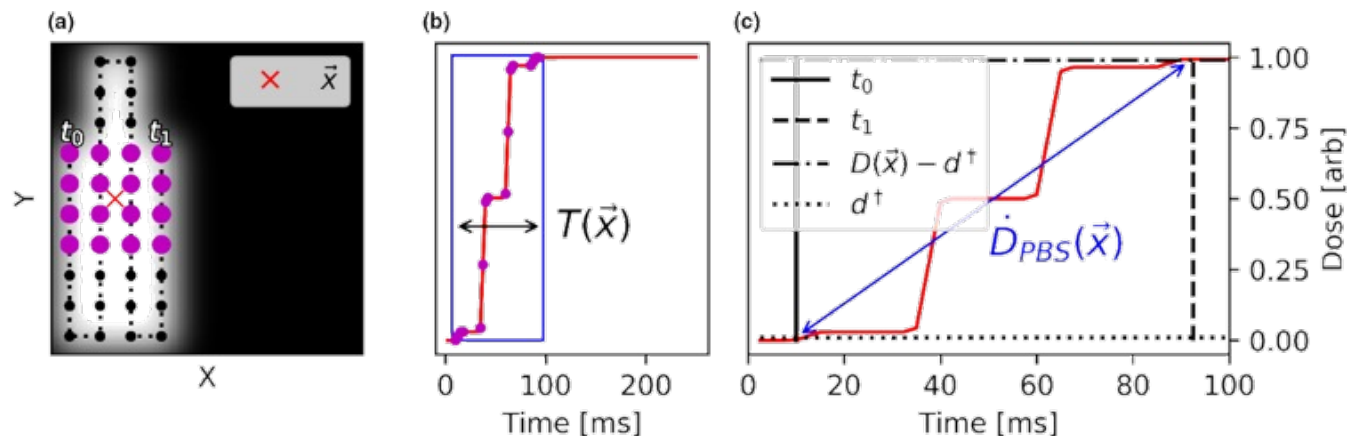 (a)
x⃗
t₀
t₁
Y
X
(b)
T(x⃗)
0
100
200
Time [ms]
(c)
t₀
t₁
D(x⃗) − d†
d†
Ḋ_PBS(x⃗)
1.00
0.75
0.50
0.25
0.00
Dose [arb]
0
20
40
60
80
100
Time [ms]